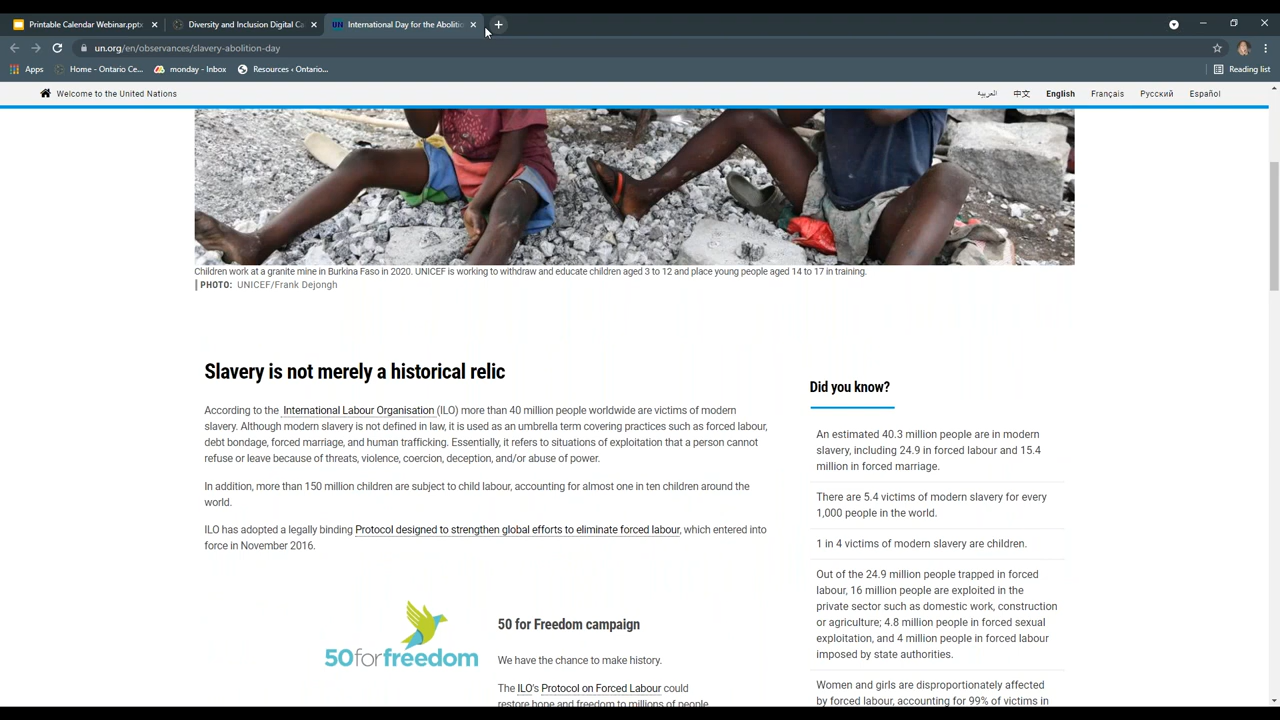 Printable Calendar Webinar.pptx
Diversity and Inclusion Digital Ca
UN International Day for the Abolitio
un.org/en/observances/slavery-abolition-day
Apps
Home - Ontario Ce...
monday - Inbox
Resources ‹ Ontario...
Reading list
Welcome to the United Nations
العربية 中文 English Français Русский Español
Children work at a granite mine in Burkina Faso in 2020. UNICEF is working to withdraw and educate children aged 3 to 12 and place young people aged 14 to 17 in training.
PHOTO: UNICEF/Frank Dejongh
Slavery is not merely a historical relic
According to the International Labour Organisation (ILO) more than 40 million people worldwide are victims of modern
slavery. Although modern slavery is not defined in law, it is used as an umbrella term covering practices such as forced labour,
debt bondage, forced marriage, and human trafficking. Essentially, it refers to situations of exploitation that a person cannot
refuse or leave because of threats, violence, coercion, deception, and/or abuse of power.
In addition, more than 150 million children are subject to child labour, accounting for almost one in ten children around the
world.
ILO has adopted a legally binding Protocol designed to strengthen global efforts to eliminate forced labour, which entered into
force in November 2016.
50forfreedom
50 for Freedom campaign
We have the chance to make history.
The ILO's Protocol on Forced Labour could
restore hope and freedom to millions of people
Did you know?
An estimated 40.3 million people are in modern
slavery, including 24.9 in forced labour and 15.4
million in forced marriage.
There are 5.4 victims of modern slavery for every
1,000 people in the world.
1 in 4 victims of modern slavery are children.
Out of the 24.9 million people trapped in forced
labour, 16 million people are exploited in the
private sector such as domestic work, construction
or agriculture; 4.8 million people in forced sexual
exploitation, and 4 million people in forced labour
imposed by state authorities.
Women and girls are disproportionately affected
by forced labour, accounting for 99% of victims in